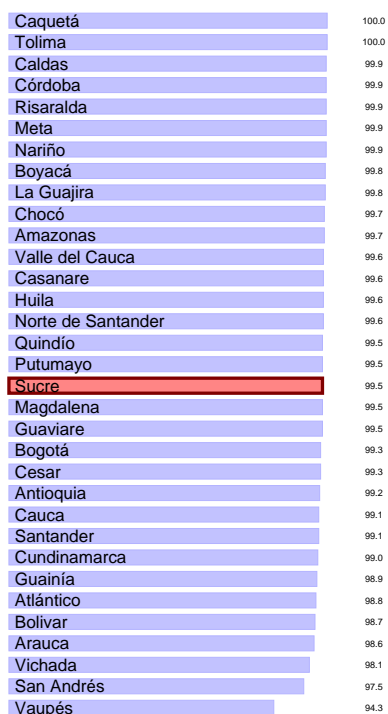 Caquetá 100.0
Tolima 100.0
Caldas 99.9
Córdoba 99.9
Risaralda 99.9
Meta 99.9
Nariño 99.9
Boyacá 99.8
La Guajira 99.8
Chocó 99.7
Amazonas 99.7
Valle del Cauca 99.6
Casanare 99.6
Huila 99.6
Norte de Santander 99.6
Quindío 99.5
Putumayo 99.5
Sucre 99.5
Magdalena 99.5
Guaviare 99.5
Bogotá 99.3
Cesar 99.3
Antioquia 99.2
Cauca 99.1
Santander 99.1
Cundinamarca 99.0
Guainía 98.9
Atlántico 98.8
Bolivar 98.7
Arauca 98.6
Vichada 98.1
San Andrés 97.5
Vaupés 94.3